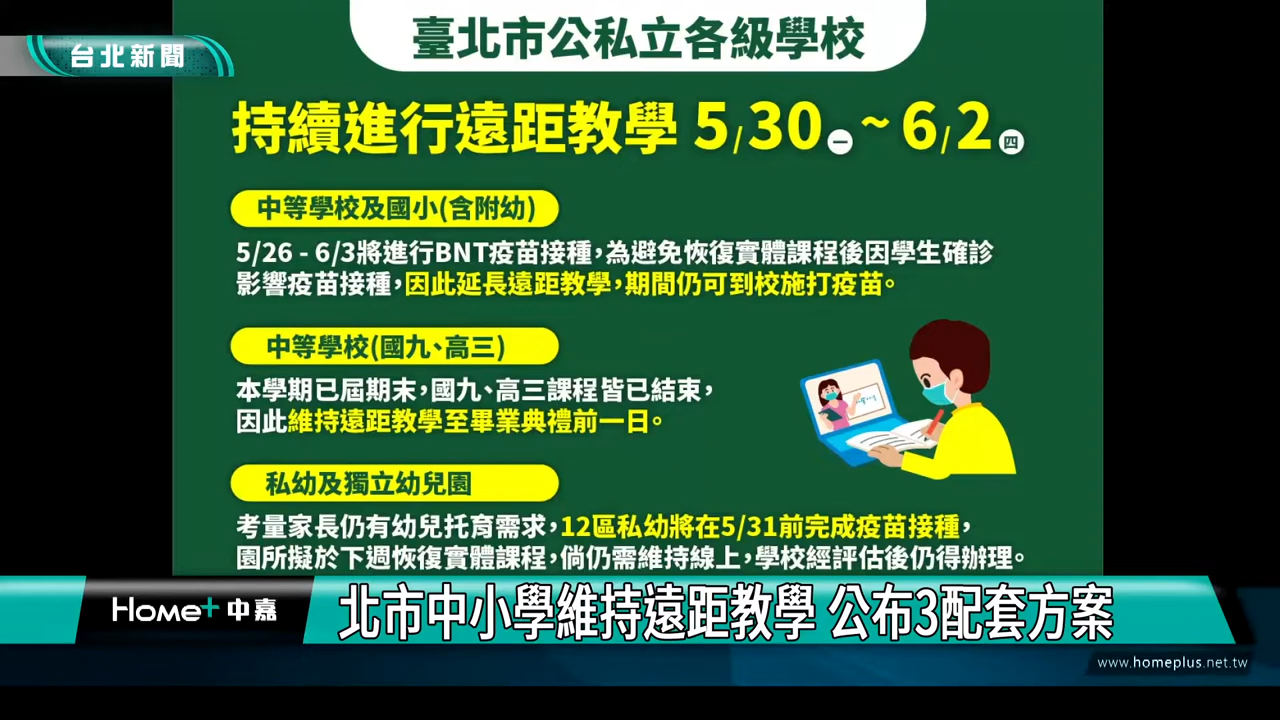 臺北市公私立各級學校
台北新聞
持續進行遠距教學 5/30㊀~6/2㊃
中等學校及國小(含附幼)
5/26 - 6/3將進行BNT疫苗接種,為避免恢復實體課程後因學生確診
影響疫苗接種,因此延長遠距教學,期間仍可到校施打疫苗。
中等學校(國九、高三)
本學期已屆期末,國九、高三課程皆已結束,
因此維持遠距教學至畢業典禮前一日。
私幼及獨立幼兒園
考量家長仍有幼兒托育需求,12區私幼將在5/31前完成疫苗接種,
園所擬於下週恢復實體課程,倘仍需維持線上,學校經評估後仍得辦理。
Home+中嘉
北市中小學維持遠距教學 公布3配套方案
www.homeplus.net.tw